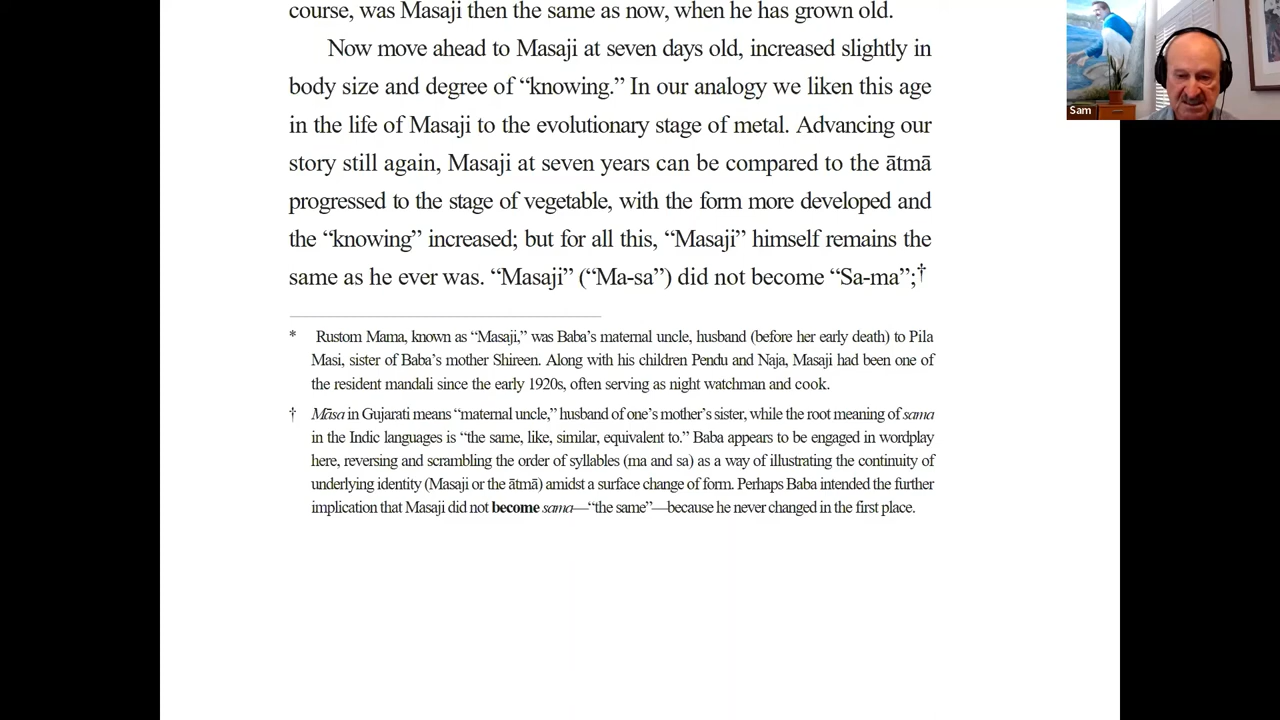 course, was Masaji then the same as now, when he has grown old.
Now move ahead to Masaji at seven days old, increased slightly in
body size and degree of “knowing.” In our analogy we liken this age
in the life of Masaji to the evolutionary stage of metal. Advancing our
story still again, Masaji at seven years can be compared to the ātmā
progressed to the stage of vegetable, with the form more developed and
the “knowing” increased; but for all this, “Masaji” himself remains the
same as he ever was. “Masaji” (“Ma-sa”) did not become “Sa-ma”;†
* Rustom Mama, known as “Masaji,” was Baba’s maternal uncle, husband (before her early death) to Pila
Masi, sister of Baba’s mother Shireen. Along with his children Pendu and Naja, Masaji had been one of
the resident mandali since the early 1920s, often serving as night watchman and cook.
† Māsa in Gujarati means “maternal uncle,” husband of one’s mother’s sister, while the root meaning of sama
in the Indic languages is “the same, like, similar, equivalent to.” Baba appears to be engaged in wordplay
here, reversing and scrambling the order of syllables (ma and sa) as a way of illustrating the continuity of
underlying identity (Masaji or the ātmā) amidst a surface change of form. Perhaps Baba intended the further
implication that Masaji did not become sama—“the same”—because he never changed in the first place.
Sam